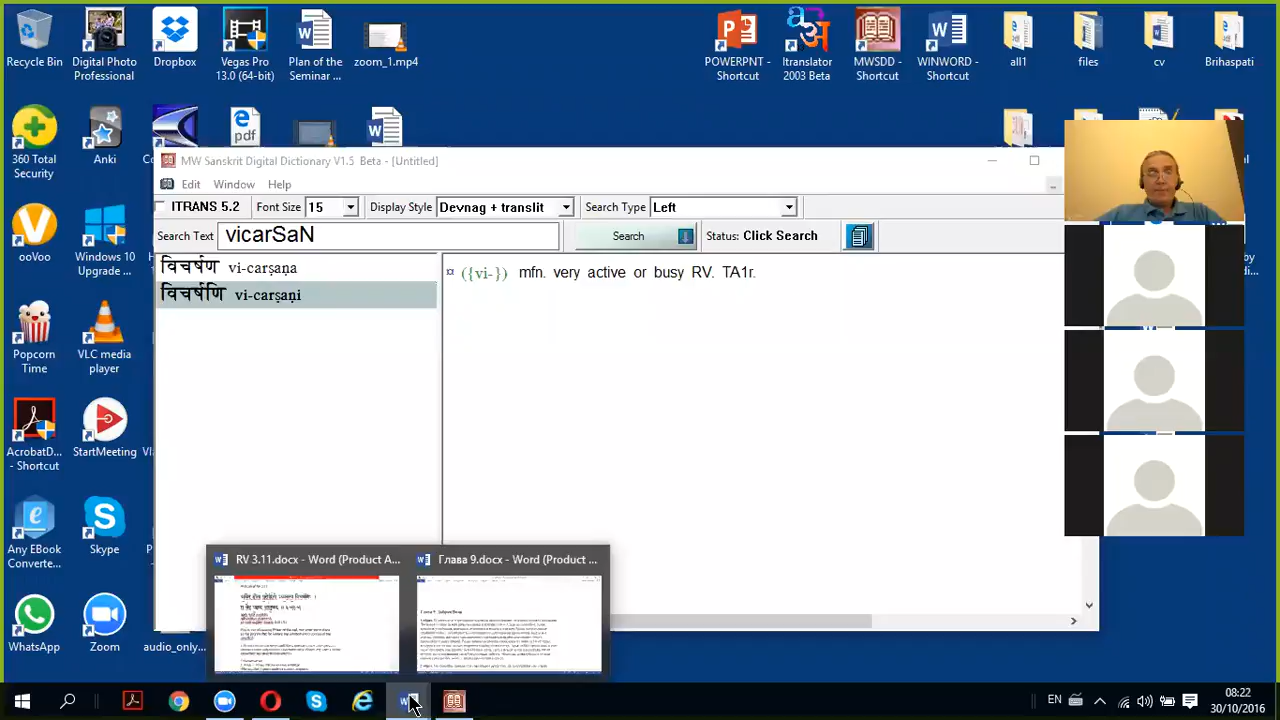 Recycle Bin
Digital Photo Professional
Dropbox
Vegas Pro 13.0 (64-bit)
Plan of the Seminar ...
zoom_1.mp4
POWERPNT - Shortcut
Itranslator 2003 Beta
MWSDD - Shortcut
WINWORD - Shortcut
all1
files
cv
Brihaspati
360 Total Security
Anki
MW Sanskrit Digital Dictionary V1.5 Beta - [Untitled]
Edit Window Help
ITRANS 5.2 Font Size 15 Display Style Devnag + translit Search Type Left
Search Text vicarSaN Search Status: Click Search
विचर्षण vi-carṣaṇa
विचर्षणि vi-carṣaṇi
¤ ({vi-}) mfn. very active or busy RV. TA1r.
ooVoo
Windows 10 Upgrade ...
Popcorn Time
VLC media player
AcrobatD... - Shortcut
StartMeeting
Any EBook Converte...
Skype
RV 3.11.docx - Word (Product A...
Глава 9.docx - Word (Product ...
EN
08:22
30/10/2016